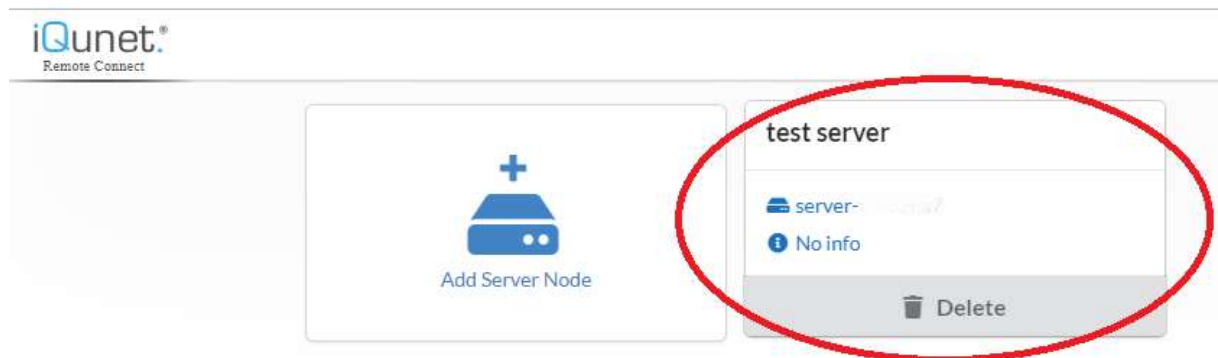 iQunet.®
Remote Connect
Add Server Node
test server
server-
No info
Delete